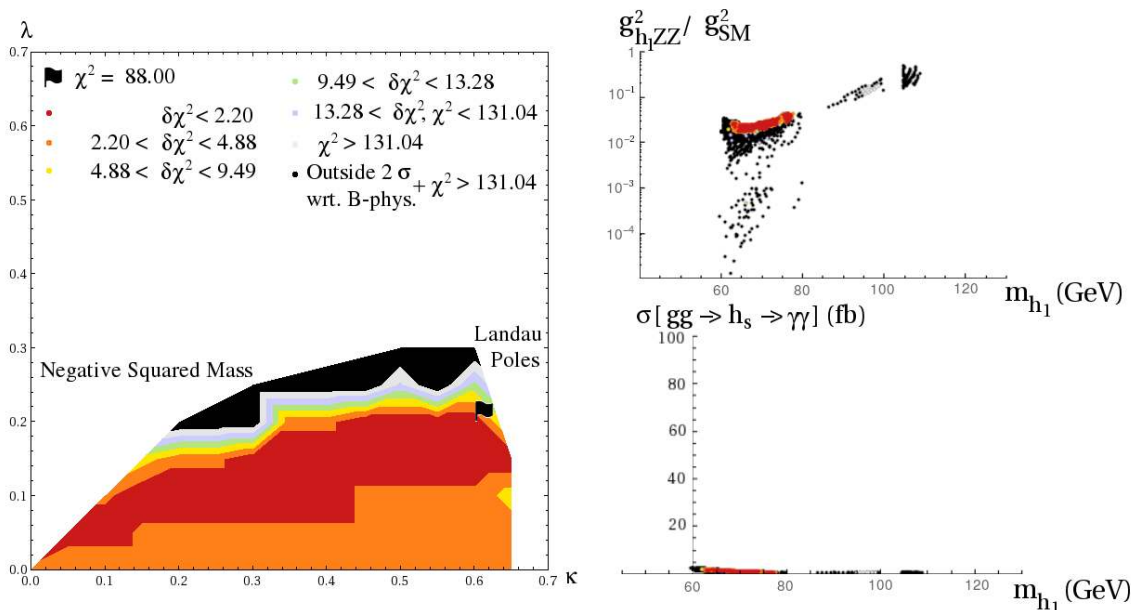 λ
0.7
0.6
0.5
0.4
0.3
0.2
0.1
0.0
χ² = 88.00
δχ² < 2.20
2.20 < δχ² < 4.88
4.88 < δχ² < 9.49
9.49 < δχ² < 13.28
13.28 < δχ², χ² < 131.04
χ² > 131.04
Outside 2 σ
wrt. B-phys. + χ² > 131.04
Negative Squared Mass
Landau
Poles
0.0 0.1 0.2 0.3 0.4 0.5 0.6 0.7
κ
g²h₁ZZ / g²SM
1
10⁻¹
10⁻²
10⁻³
10⁻⁴
60 80 100 120
m h₁ (GeV)
σ[gg -> hₛ -> γγ] (fb)
100
80
60
40
20
60 80 100 120
m h₁ (GeV)